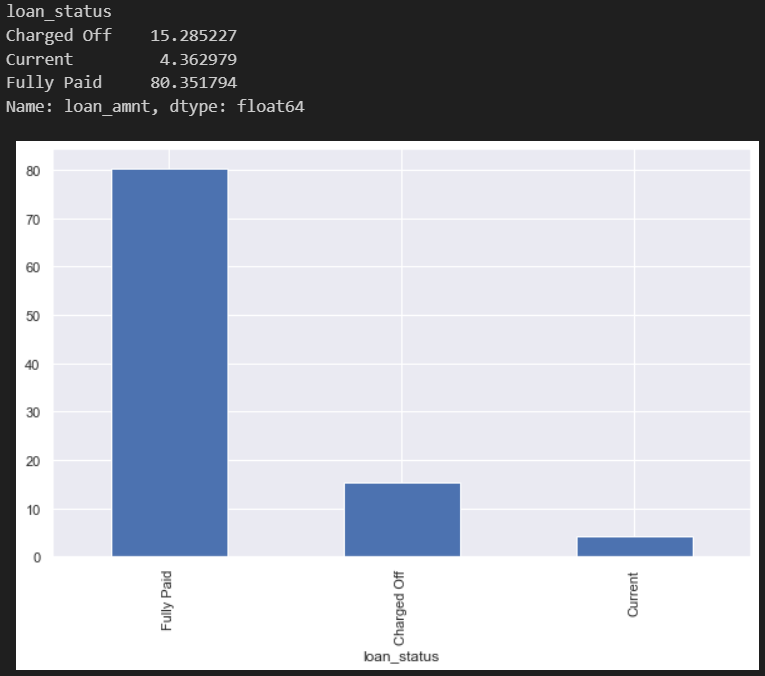 loan_status
Charged Off    15.285227
Current         4.362979
Fully Paid     80.351794
Name: loan_amnt, dtype: float64
80
70
60
50
40
30
20
10
0
Fully Paid
Charged Off
Current
loan_status